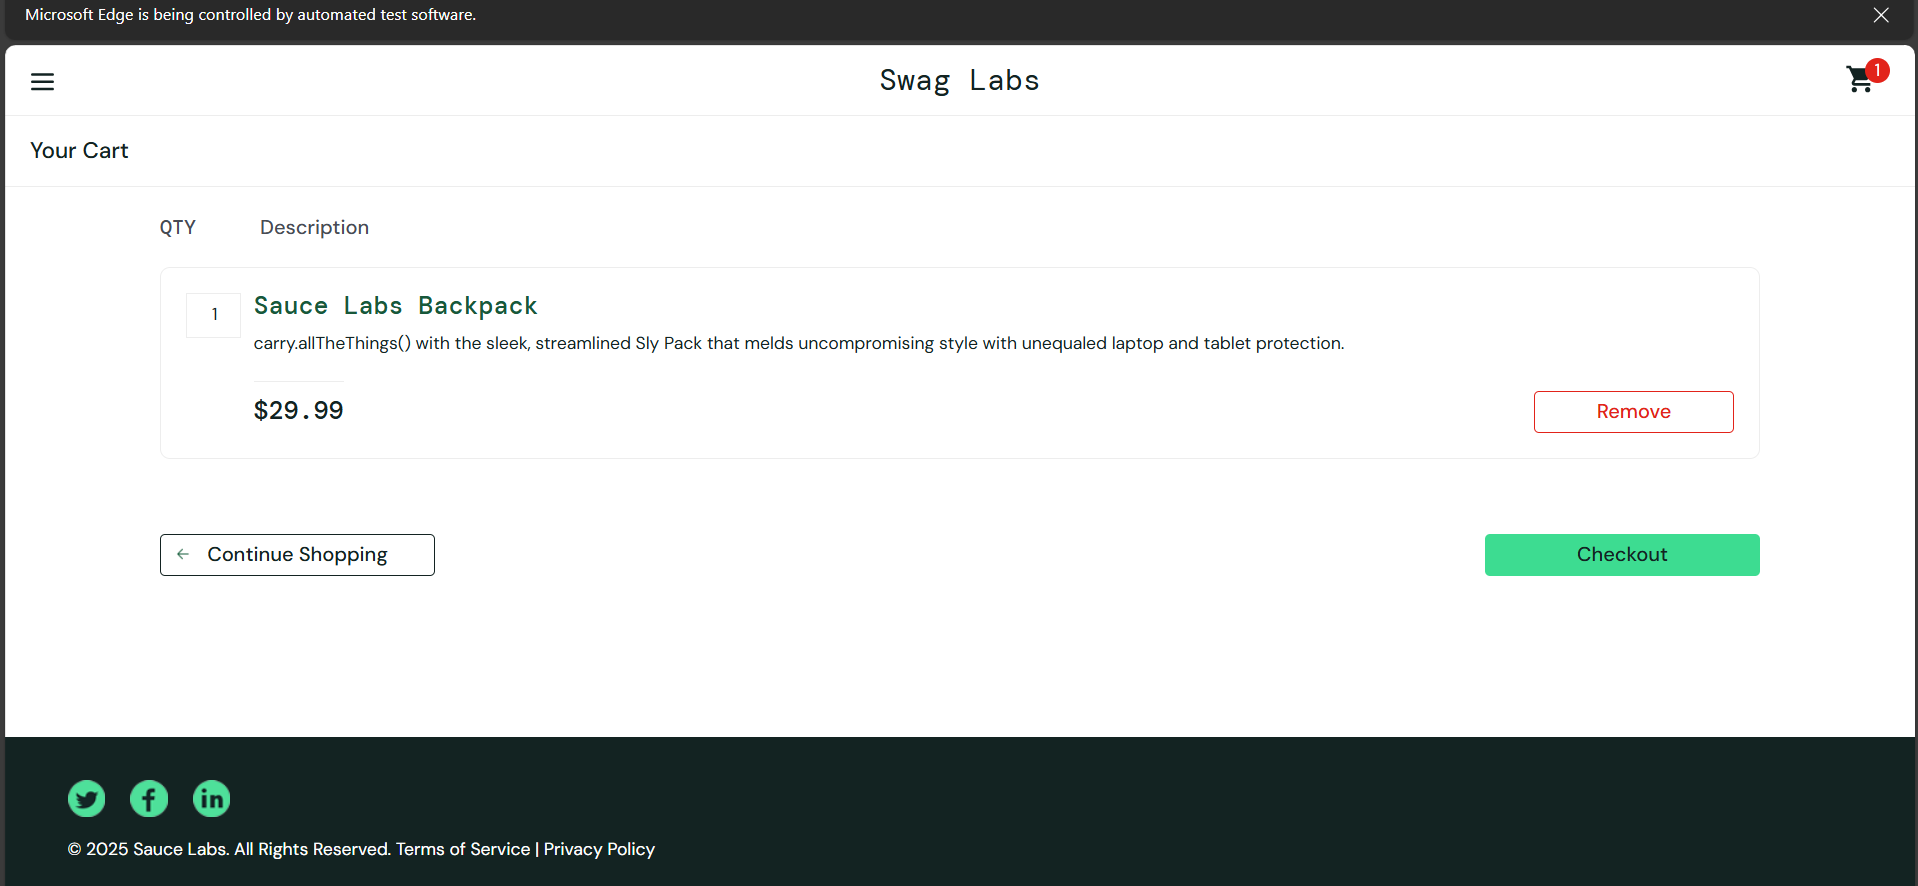 Microsoft Edge is being controlled by automated test software.
Swag Labs
1
Your Cart
QTY Description
1
Sauce Labs Backpack
carry.allTheThings() with the sleek, streamlined Sly Pack that melds uncompromising style with unequaled laptop and tablet protection.
$29.99
Remove
Continue Shopping
Checkout
© 2025 Sauce Labs. All Rights Reserved. Terms of Service | Privacy Policy